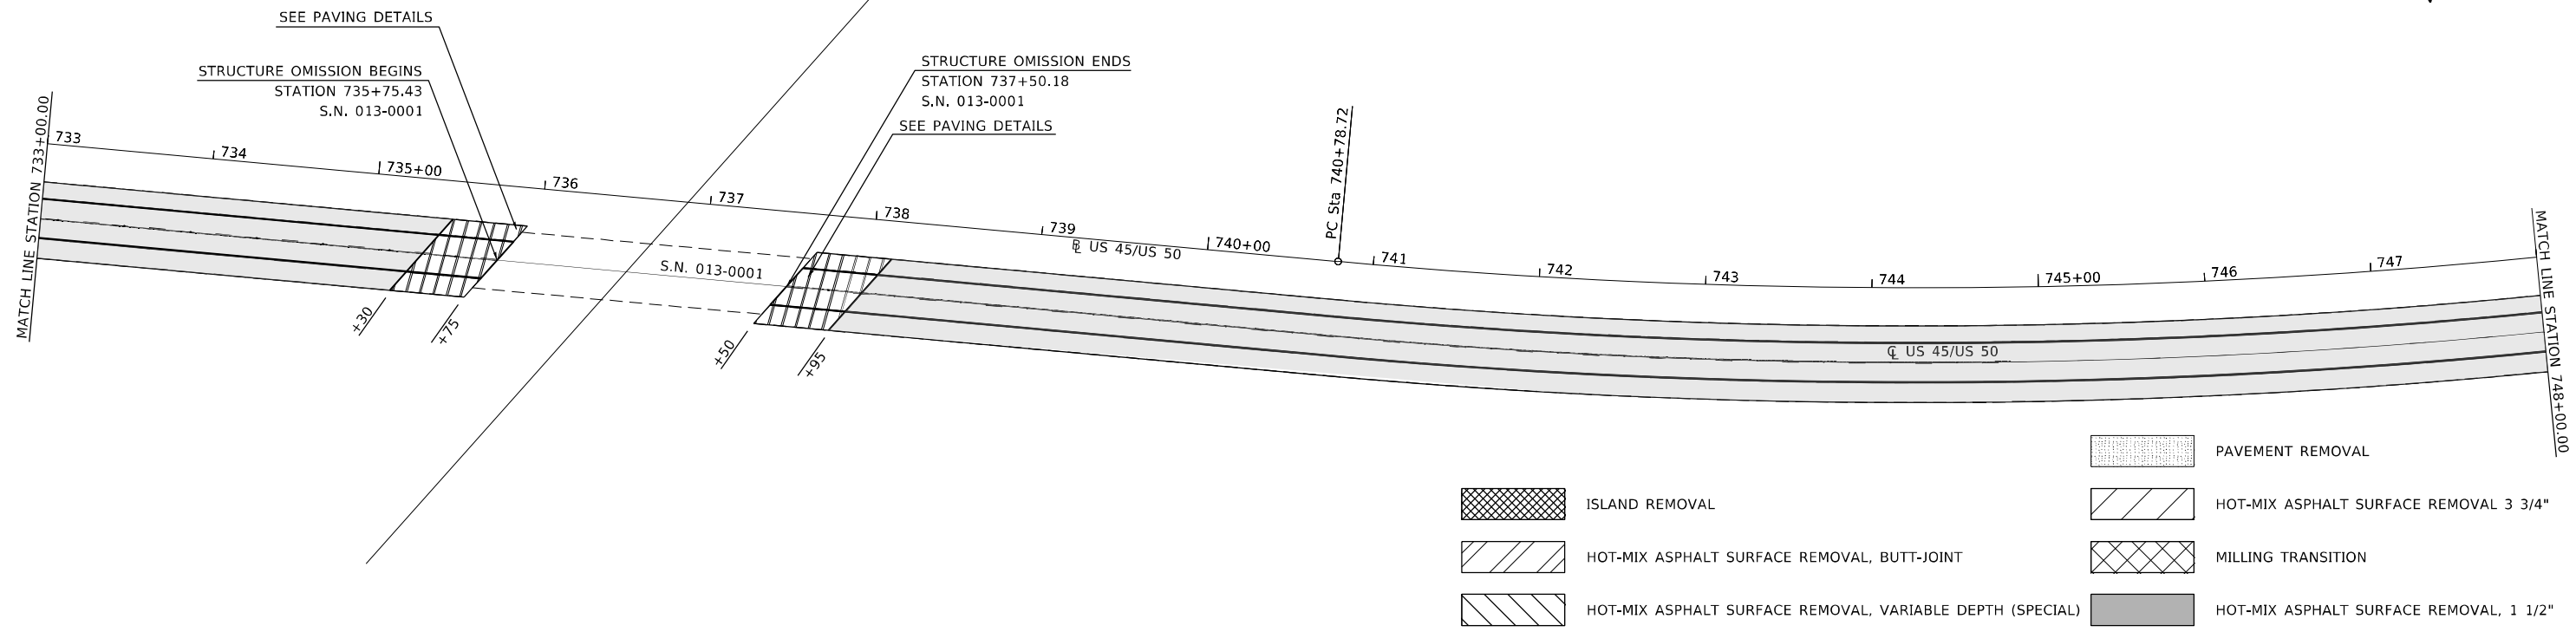 SEE PAVING DETAILS
STRUCTURE OMISSION BEGINS
STATION 735+75.43
S.N. 013-0001
STRUCTURE OMISSION ENDS
STATION 737+50.18
S.N. 013-0001
SEE PAVING DETAILS
MATCH LINE STATION 733+00.00
733
734
735+00
736
737
738
739
740+00
PC Sta 740+78.72
741
742
743
744
745+00
746
747
MATCH LINE STATION 748+00.00
℄ US 45/US 50
S.N. 013-0001
℄ US 45/US 50
+30
+75
+50
+95
PAVEMENT REMOVAL
ISLAND REMOVAL
HOT-MIX ASPHALT SURFACE REMOVAL 3 3/4"
HOT-MIX ASPHALT SURFACE REMOVAL, BUTT-JOINT
MILLING TRANSITION
HOT-MIX ASPHALT SURFACE REMOVAL, VARIABLE DEPTH (SPECIAL)
HOT-MIX ASPHALT SURFACE REMOVAL, 1 1/2"